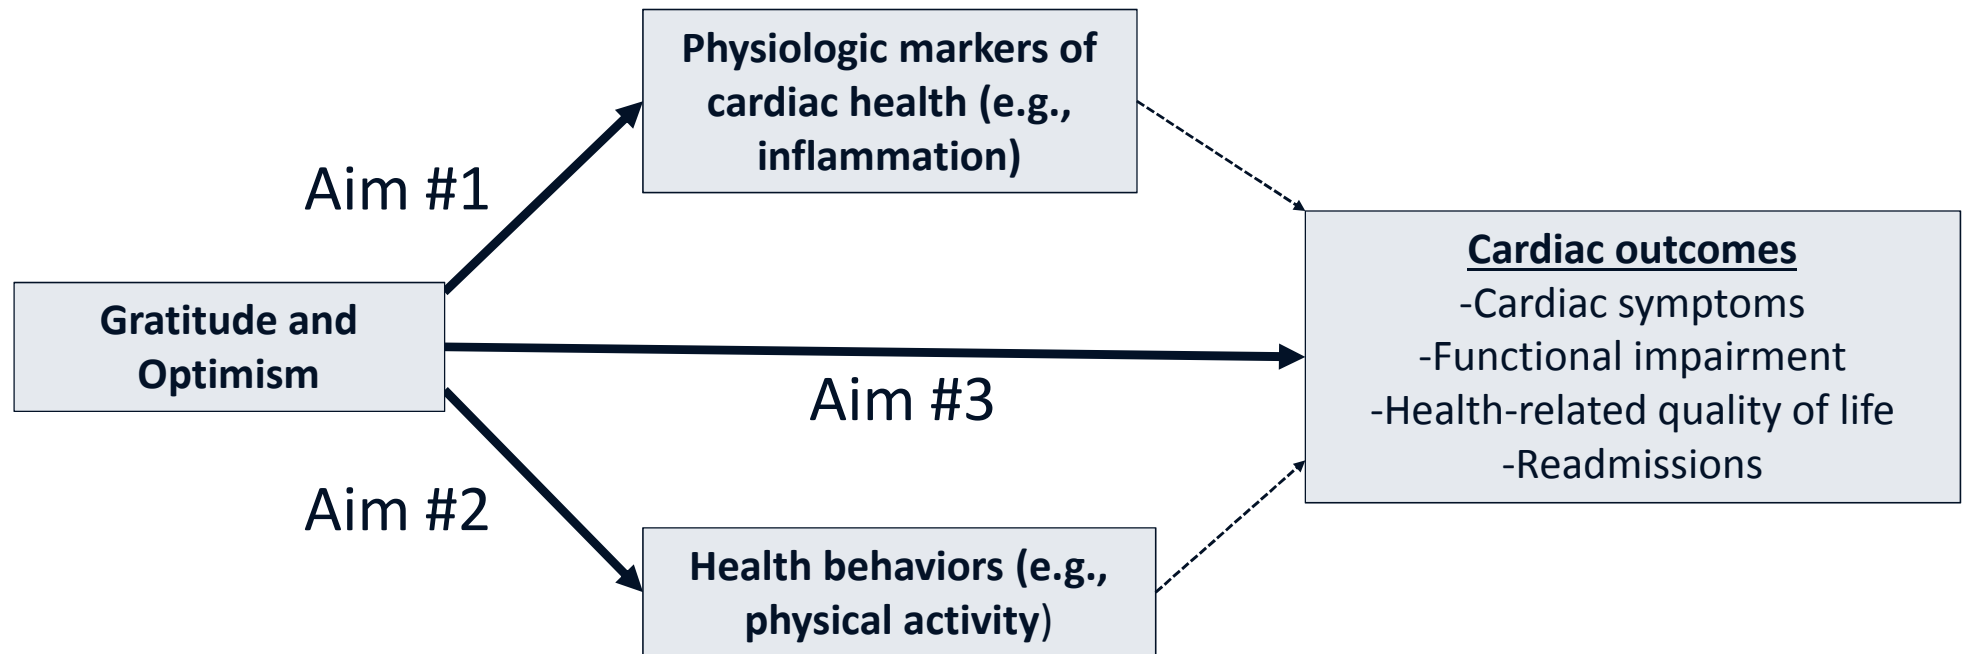 Physiologic markers of
cardiac health (e.g.,
inflammation)
Aim #1
Gratitude and
Optimism
Aim #3
Cardiac outcomes
-Cardiac symptoms
-Functional impairment
-Health-related quality of life
-Readmissions
Aim #2
Health behaviors (e.g.,
physical activity)